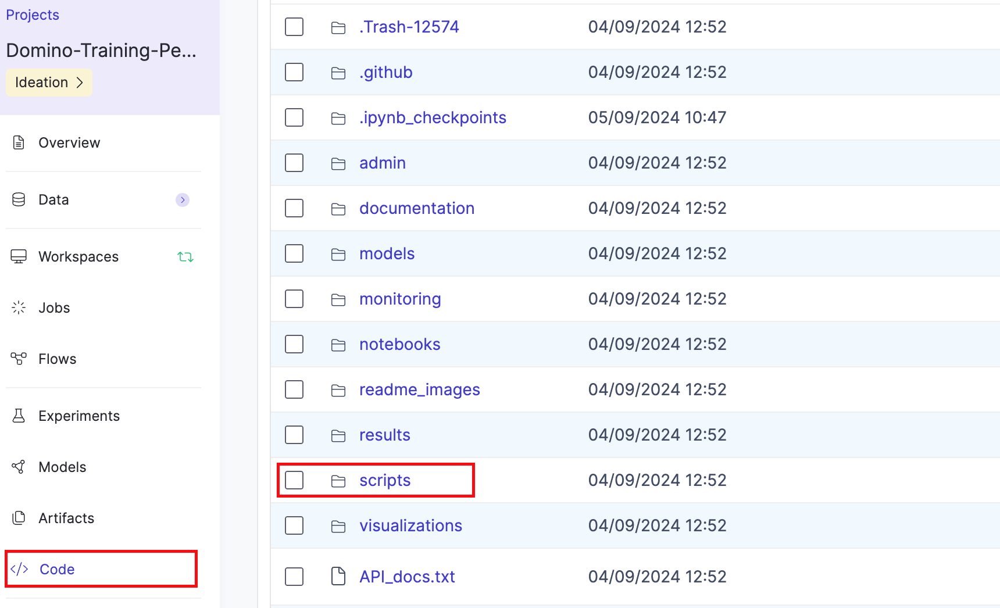 Projects
Domino-Training-Pe...
Ideation
Overview
Data
Workspaces
Jobs
Flows
Experiments
Models
Artifacts
</> Code
.Trash-12574 04/09/2024 12:52
.github 04/09/2024 12:52
.ipynb_checkpoints 05/09/2024 10:47
admin 04/09/2024 12:52
documentation 04/09/2024 12:52
models 04/09/2024 12:52
monitoring 04/09/2024 12:52
notebooks 04/09/2024 12:52
readme_images 04/09/2024 12:52
results 04/09/2024 12:52
scripts 04/09/2024 12:52
visualizations 04/09/2024 12:52
API_docs.txt 04/09/2024 12:52